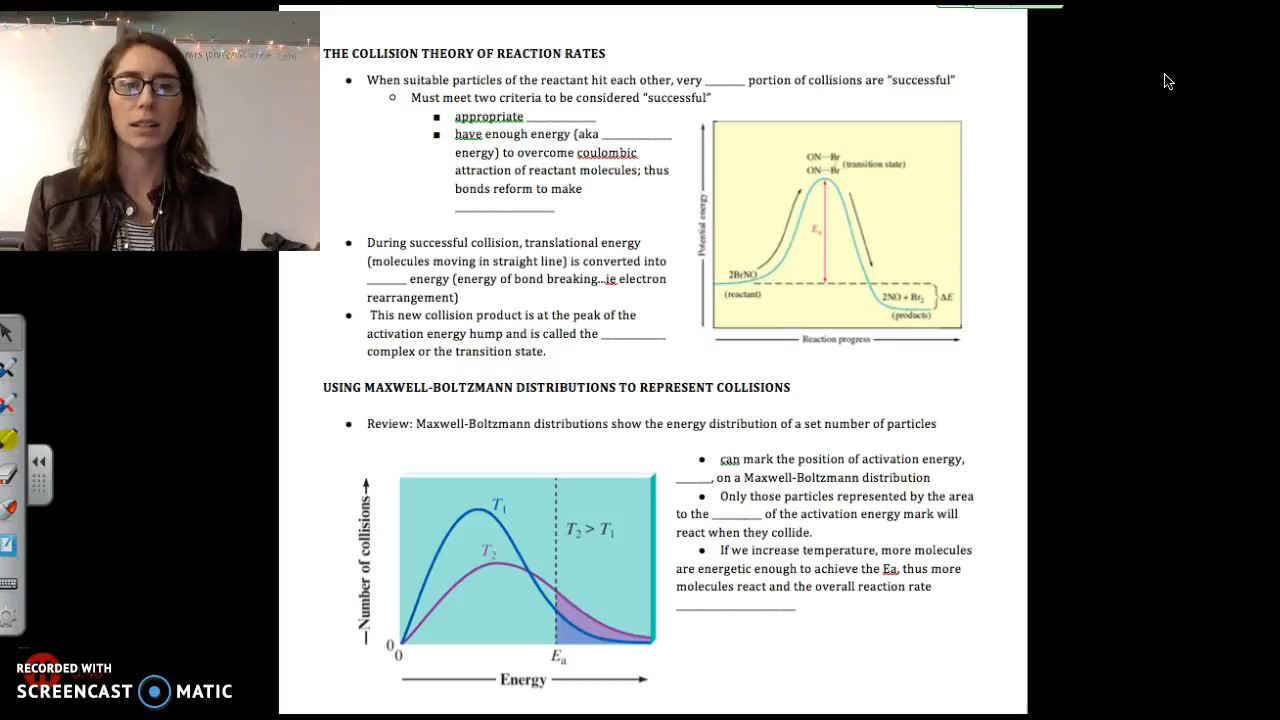 mrsjohnsonscience.com
THE COLLISION THEORY OF REACTION RATES
• When suitable particles of the reactant hit each other, very _______ portion of collisions are “successful”
o Must meet two criteria to be considered “successful”
▪ appropriate ____________
▪ have enough energy (aka ____________
energy) to overcome coulombic
attraction of reactant molecules; thus
bonds reform to make
_________________
• During successful collision, translational energy
(molecules moving in straight line) is converted into
_______ energy (energy of bond breaking...ie electron
rearrangement)
• This new collision product is at the peak of the
activation energy hump and is called the ___________
complex or the transition state.
Potential energy
ON—Br
ON—Br
(transition state)
Ea
2BrNO
(reactant)
2NO + Br2
(products)
ΔE
Reaction progress
USING MAXWELL-BOLTZMANN DISTRIBUTIONS TO REPRESENT COLLISIONS
• Review: Maxwell-Boltzmann distributions show the energy distribution of a set number of particles
Number of collisions
T1
T2
T2 > T1
0
0
Ea
Energy
• can mark the position of activation energy,
______, on a Maxwell-Boltzmann distribution
• Only those particles represented by the area
to the ________ of the activation energy mark will
react when they collide.
• If we increase temperature, more molecules
are energetic enough to achieve the Ea, thus more
molecules react and the overall reaction rate
____________________
RECORDED WITH
SCREENCAST MATIC